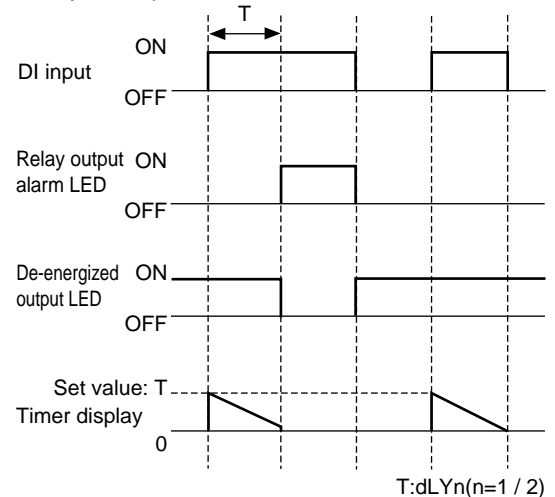 T
ON
DI input
OFF
Relay output ON
alarm LED
OFF
De-energized ON
output LED
OFF
Set value: T
Timer display
0
T:dLYn(n=1 / 2)